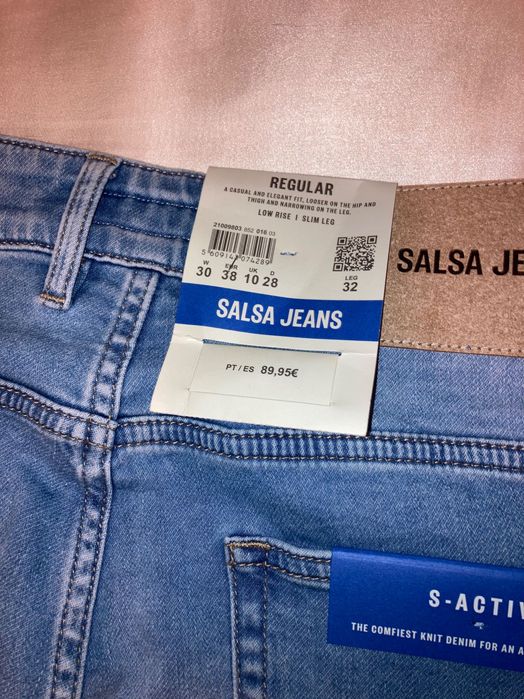 REGULAR
A CASUAL AND ELEGANT FIT, LOOSER ON THE HIP AND
THIGH AND NARROWING ON THE LEG.
LOW RISE I SLIM LEG
21009803 852 016 03
W EUR UK D LEG
30 38 10 28 32
SALSA JEANS
PT / ES 89,95€
SALSA JE
S-ACTIV
THE COMFIEST KNIT DENIM FOR AN A